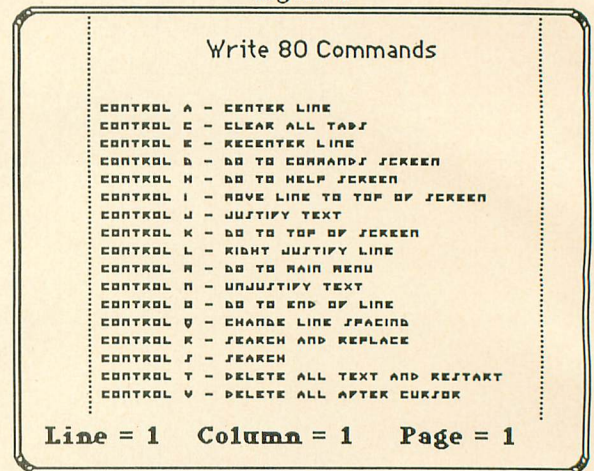 Write 80 Commands
CONTROL A - CENTER LINE
CONTROL C - CLEAR ALL TABS
CONTROL E - RECENTER LINE
CONTROL G - GO TO COMMANDS SCREEN
CONTROL H - GO TO HELP SCREEN
CONTROL I - MOVE LINE TO TOP OF SCREEN
CONTROL J - JUSTIFY TEXT
CONTROL K - GO TO TOP OF SCREEN
CONTROL L - RIGHT JUSTIFY LINE
CONTROL M - GO TO MAIN MENU
CONTROL N - UNJUSTIFY TEXT
CONTROL O - GO TO END OF LINE
CONTROL Q - CHANGE LINE SPACING
CONTROL R - SEARCH AND REPLACE
CONTROL S - SEARCH
CONTROL T - DELETE ALL TEXT AND RESTART
CONTROL V - DELETE ALL AFTER CURSOR
Line = 1 Column = 1 Page = 1